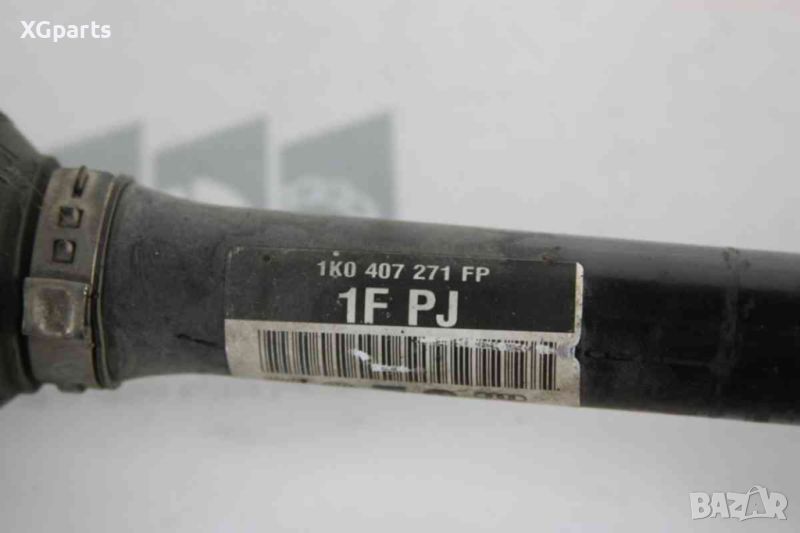 XGparts
1K0 407 271 FP
1F PJ
BAZAR